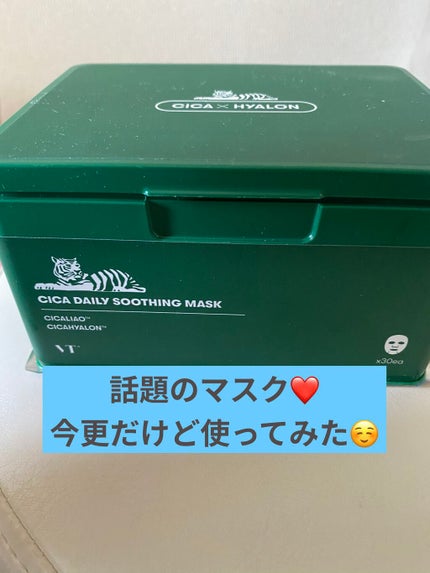 CICA × HYALON
CICA DAILY SOOTHING MASK
CICALIAO™
CICAHYALON™
VT
x30ea
話題のマスク❤️
今更だけど使ってみた☺️